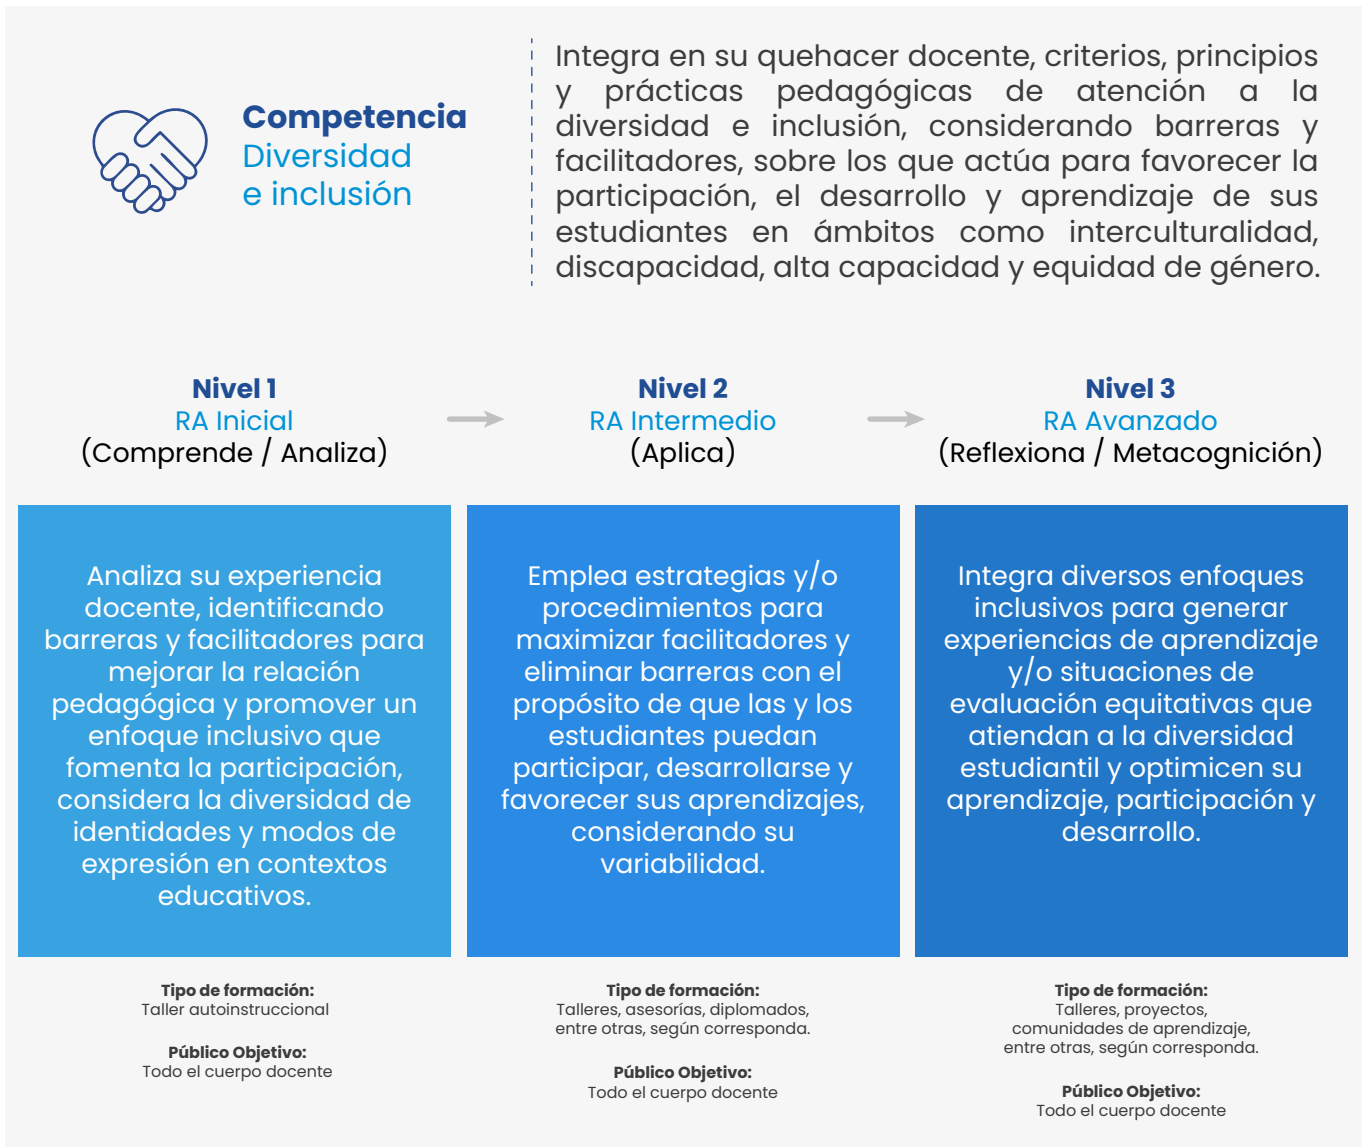 Competencia
Diversidad
e inclusión
Integra en su quehacer docente, criterios, principios
y prácticas pedagógicas de atención a la
diversidad e inclusión, considerando barreras y
facilitadores, sobre los que actúa para favorecer la
participación, el desarrollo y aprendizaje de sus
estudiantes en ámbitos como interculturalidad,
discapacidad, alta capacidad y equidad de género.
Nivel 1
RA Inicial
(Comprende / Analiza)
Analiza su experiencia
docente, identificando
barreras y facilitadores para
mejorar la relación
pedagógica y promover un
enfoque inclusivo que
fomenta la participación,
considera la diversidad de
identidades y modos de
expresión en contextos
educativos.
Tipo de formación:
Taller autoinstruccional
Público Objetivo:
Todo el cuerpo docente
Nivel 2
RA Intermedio
(Aplica)
Emplea estrategias y/o
procedimientos para
maximizar facilitadores y
eliminar barreras con el
propósito de que las y los
estudiantes puedan
participar, desarrollarse y
favorecer sus aprendizajes,
considerando su
variabilidad.
Tipo de formación:
Talleres, asesorías, diplomados,
entre otras, según corresponda.
Público Objetivo:
Todo el cuerpo docente
Nivel 3
RA Avanzado
(Reflexiona / Metacognición)
Integra diversos enfoques
inclusivos para generar
experiencias de aprendizaje
y/o situaciones de
evaluación equitativas que
atiendan a la diversidad
estudiantil y optimicen su
aprendizaje, participación y
desarrollo.
Tipo de formación:
Talleres, proyectos,
comunidades de aprendizaje,
entre otras, según corresponda.
Público Objetivo:
Todo el cuerpo docente